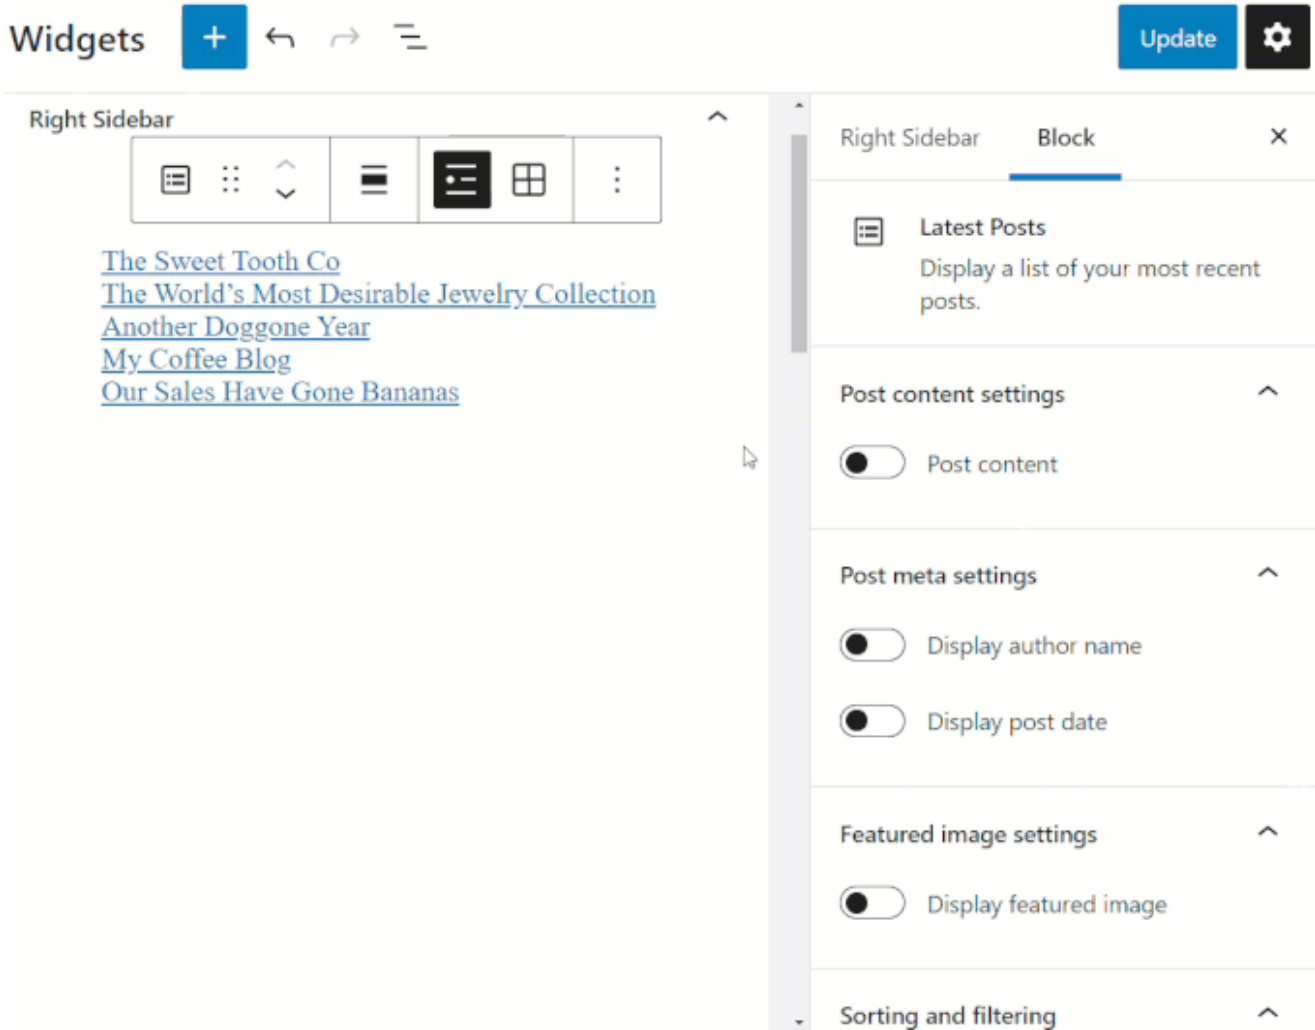 Widgets
Update
Right Sidebar
The Sweet Tooth Co
The World’s Most Desirable Jewelry Collection
Another Doggone Year
My Coffee Blog
Our Sales Have Gone Bananas
Right Sidebar
Block
Latest Posts
Display a list of your most recent
posts.
Post content settings
Post content
Post meta settings
Display author name
Display post date
Featured image settings
Display featured image
Sorting and filtering